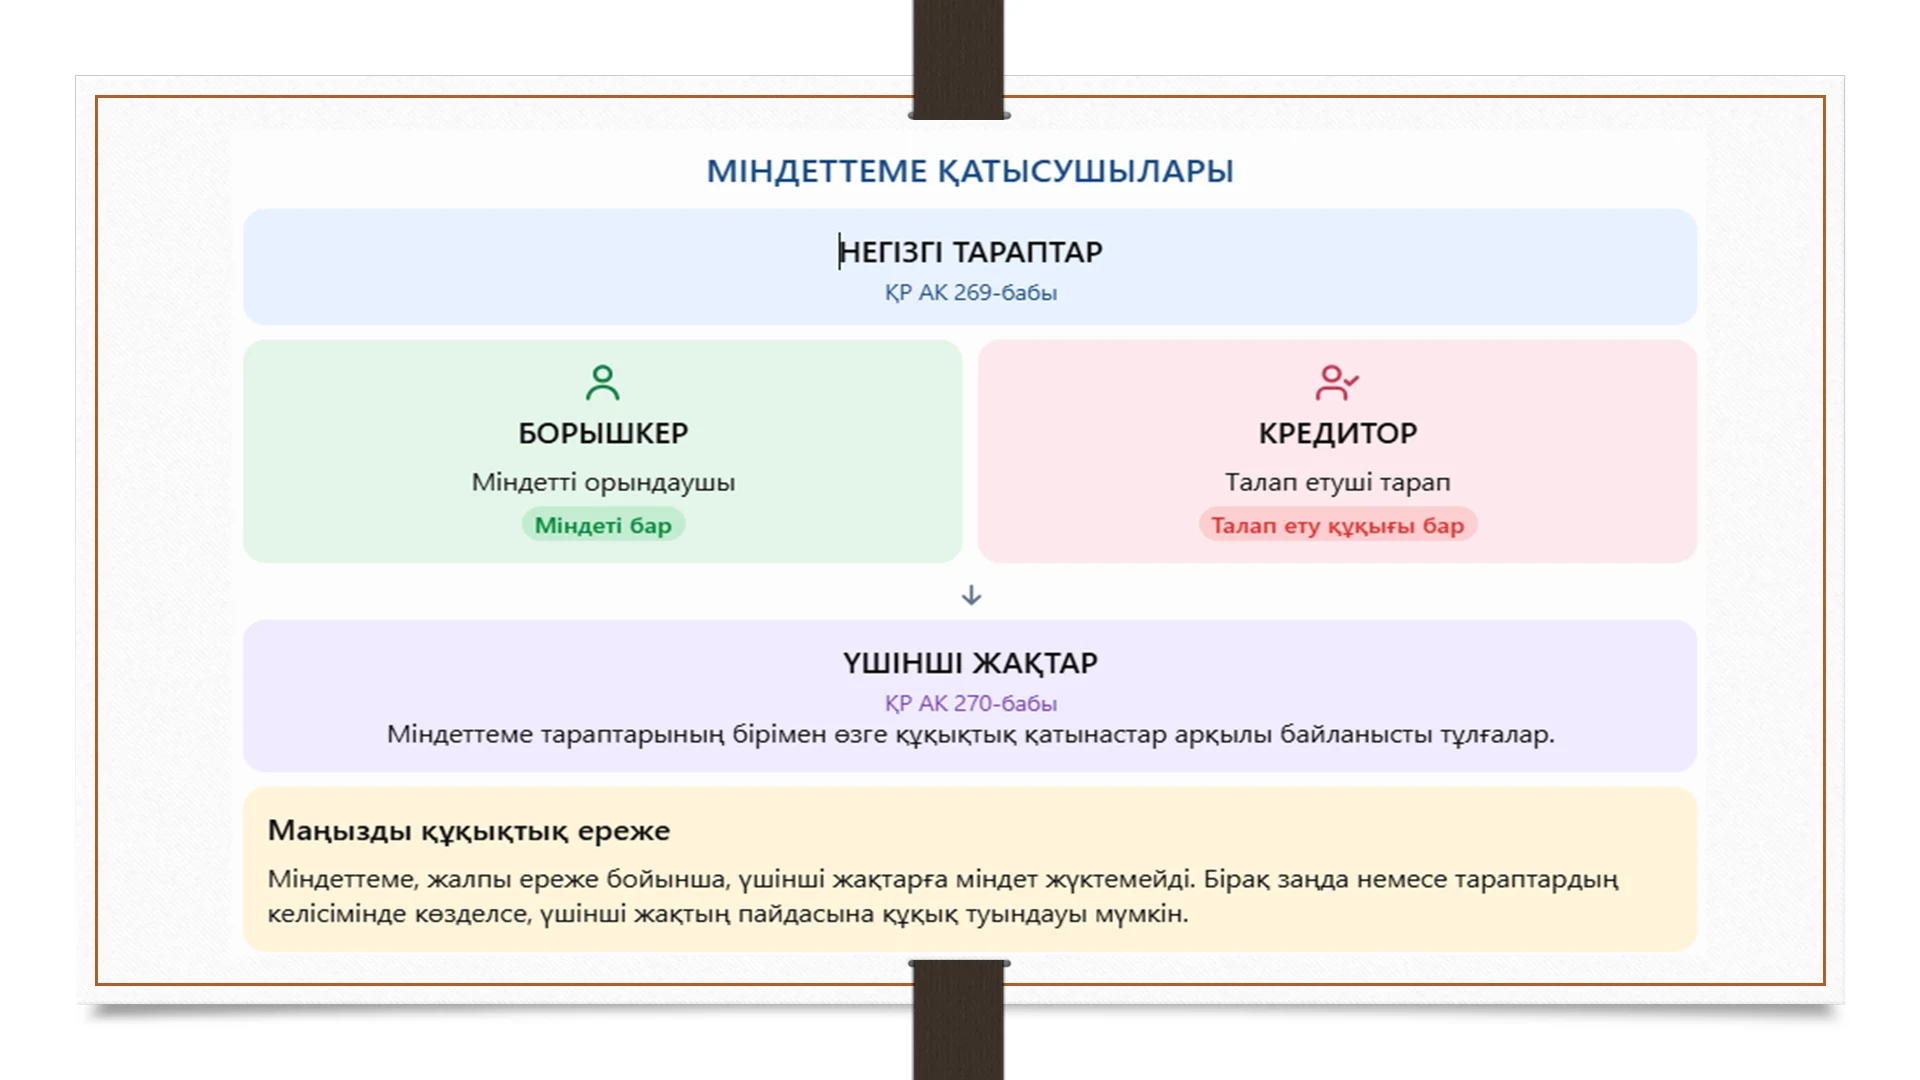 МІНДЕТТЕМЕ ҚАТЫСУШЫЛАРЫ
НЕГІЗГІ ТАРАПТАР
ҚР АК 269-бабы
БОРЫШКЕР
Міндетті орындаушы
Міндеті бар
КРЕДИТОР
Талап етуші тарап
Талап ету құқығы бар
ҮШІНШІ ЖАҚТАР
ҚР АК 270-бабы
Міндеттеме тараптарының бірімен өзге құқықтық қатынастар арқылы байланысты тұлғалар.
Маңызды құқықтық ереже
Міндеттеме, жалпы ереже бойынша, үшінші жақтарға міндет жүктемейді. Бірақ заңда немесе тараптардың
келісімінде көзделсе, үшінші жақтың пайдасына құқық туындауы мүмкін.